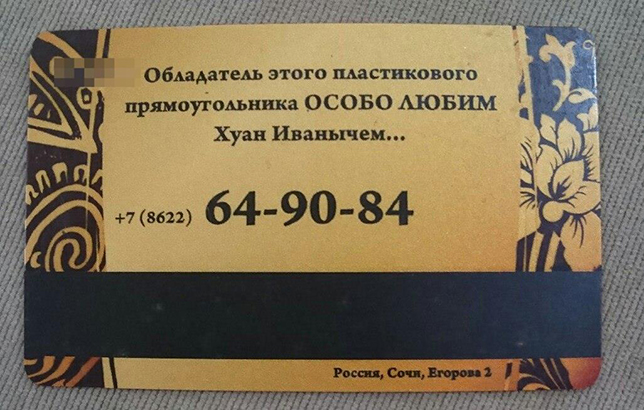 Обладатель этого пластикового
прямоугольника ОСОБО ЛЮБИМ
Хуан Иванычем...
+7 (8622) 64-90-84
Россия, Сочи, Егорова 2